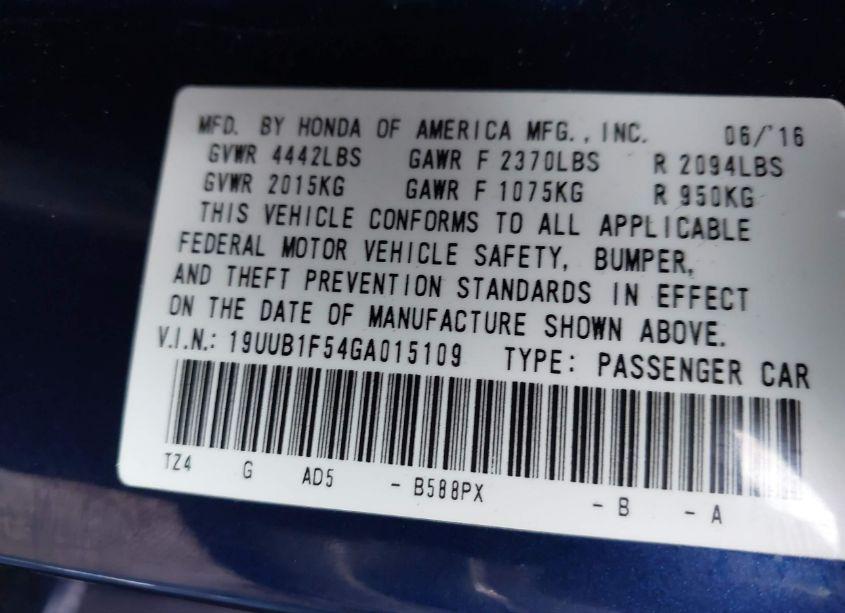 MFD. BY HONDA OF AMERICA MFG., INC. 06/'16
GVWR 4442LBS GAWR F 2370LBS R 2094LBS
GVWR 2015KG GAWR F 1075KG R 950KG
THIS VEHICLE CONFORMS TO ALL APPLICABLE
FEDERAL MOTOR VEHICLE SAFETY, BUMPER,
AND THEFT PREVENTION STANDARDS IN EFFECT
ON THE DATE OF MANUFACTURE SHOWN ABOVE.
V.I.N.: 19UUB1F54GA015109 TYPE: PASSENGER CAR
TZ4 G AD5 - B588PX - B - A